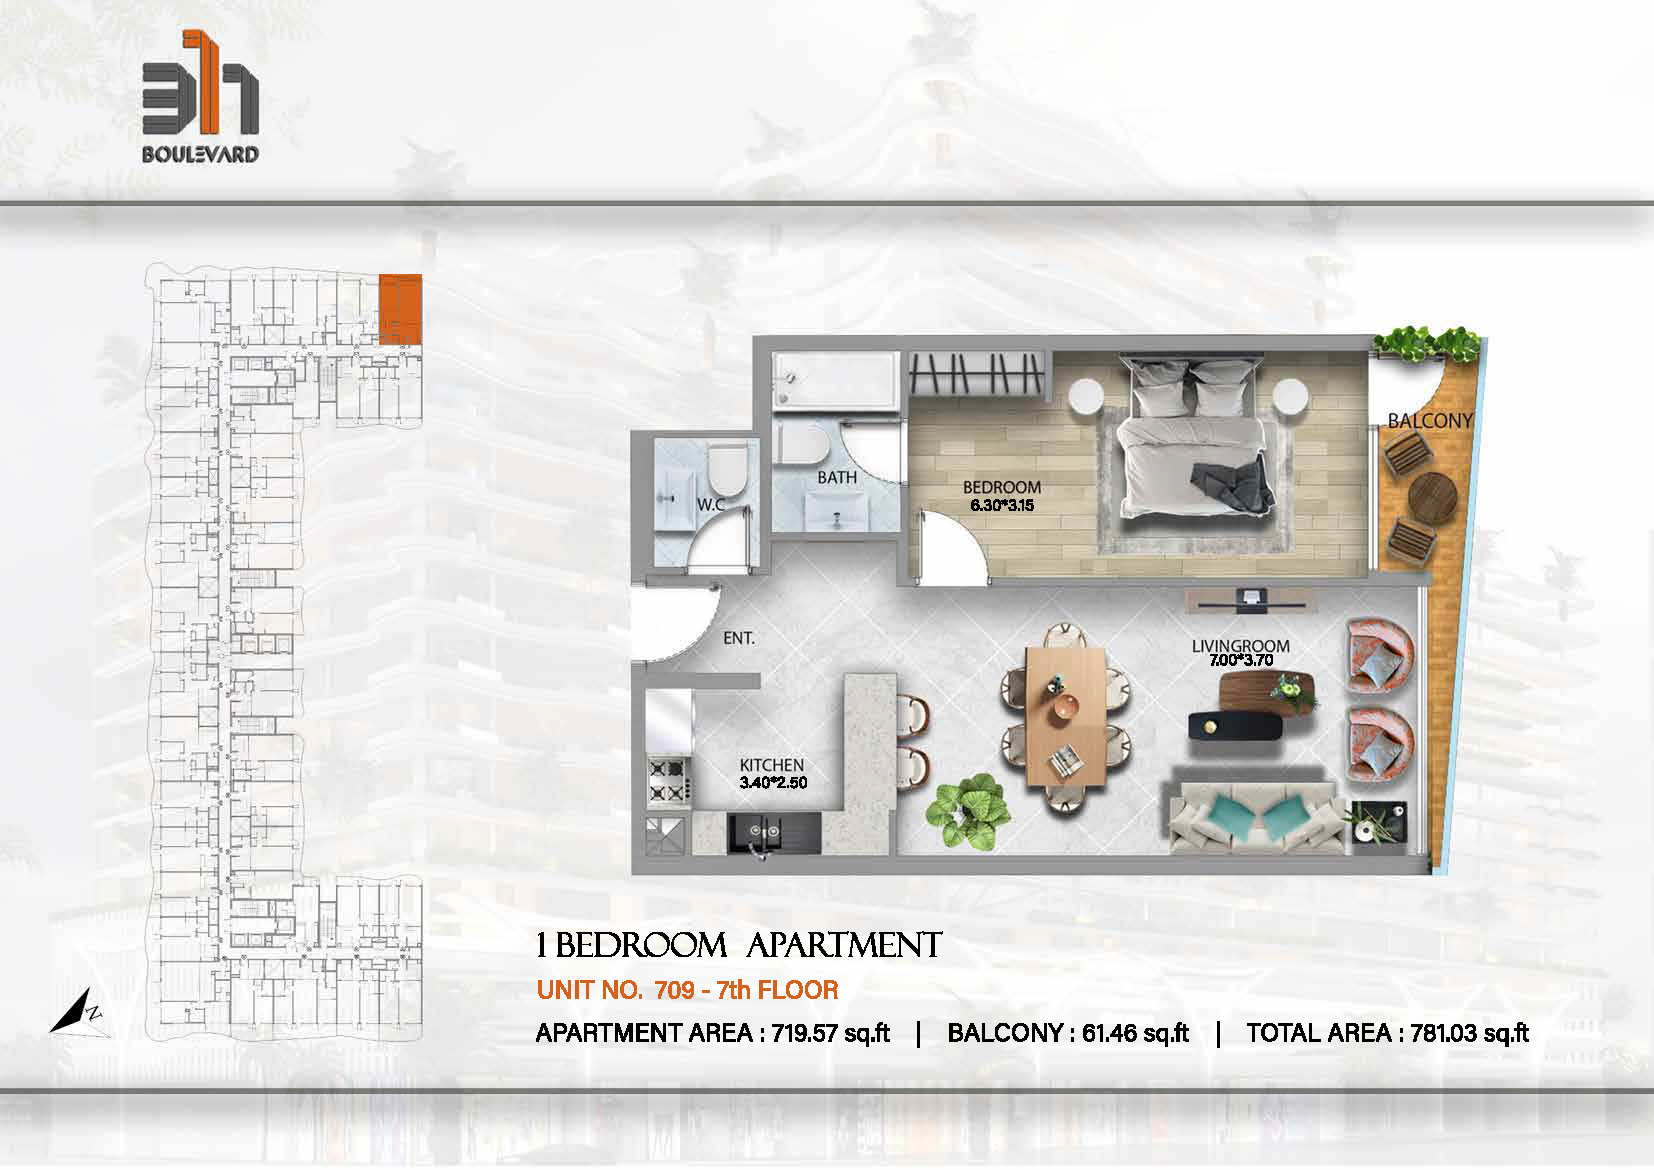 311
BOULEVARD
BALCONY
BATH
BEDROOM
6.30*3.15
W.C
ENT.
LIVINGROOM
7.00*3.70
KITCHEN
3.40*2.50
Z
1 BEDROOM APARTMENT
UNIT NO. 709 - 7th FLOOR
APARTMENT AREA : 719.57 sq.ft | BALCONY : 61.46 sq.ft | TOTAL AREA : 781.03 sq.ft